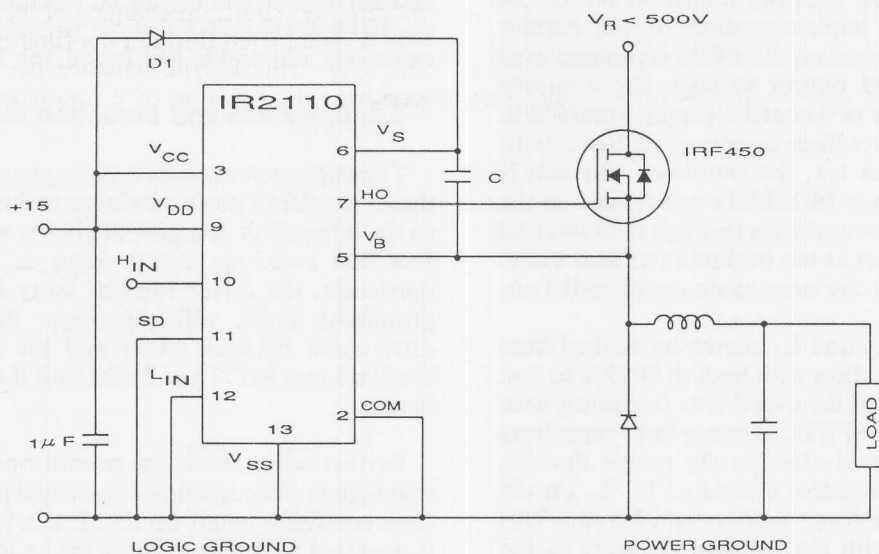 V_R < 500V
D1
IR2110
V_S
6
V_CC
3
C
IRF450
HO
7
+15
V_DD
9
V_B
5
H_IN
10
SD
11
L_IN
12
COM
2
1μF
13
V_SS
LOAD
LOGIC GROUND
POWER GROUND